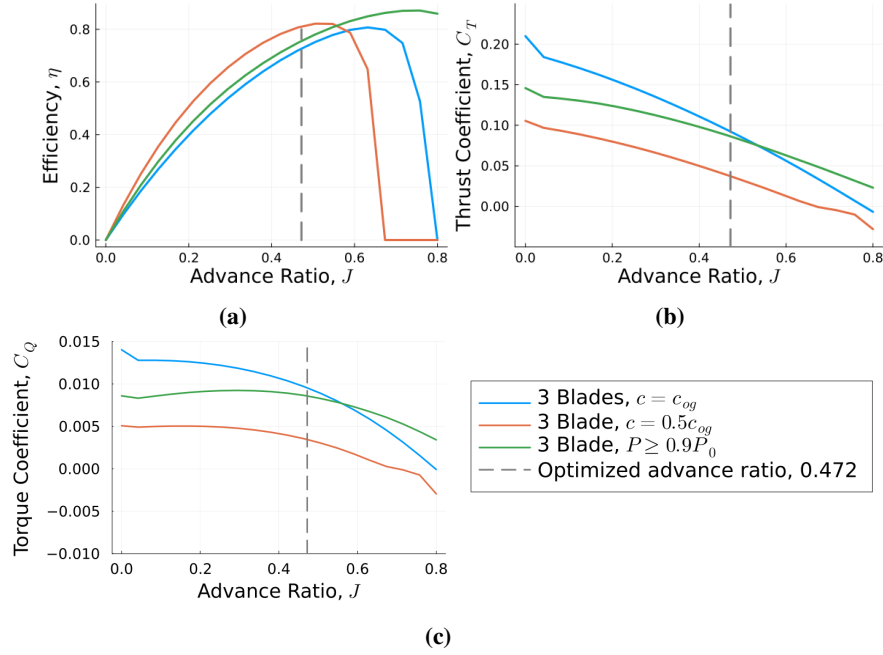 Efficiency, η
0.8
0.6
0.4
0.2
0.0
0.0 0.2 0.4 0.6 0.8
Advance Ratio, J
(a)
Thrust Coefficient, C_T
0.20
0.15
0.10
0.05
0.00
0.0 0.2 0.4 0.6 0.8
Advance Ratio, J
(b)
Torque Coefficient, C_Q
0.015
0.010
0.005
0.000
−0.005
−0.010
0.0 0.2 0.4 0.6 0.8
Advance Ratio, J
(c)
3 Blades, c = c_og
3 Blade, c = 0.5c_og
3 Blade, P ≥ 0.9P_0
Optimized advance ratio, 0.472